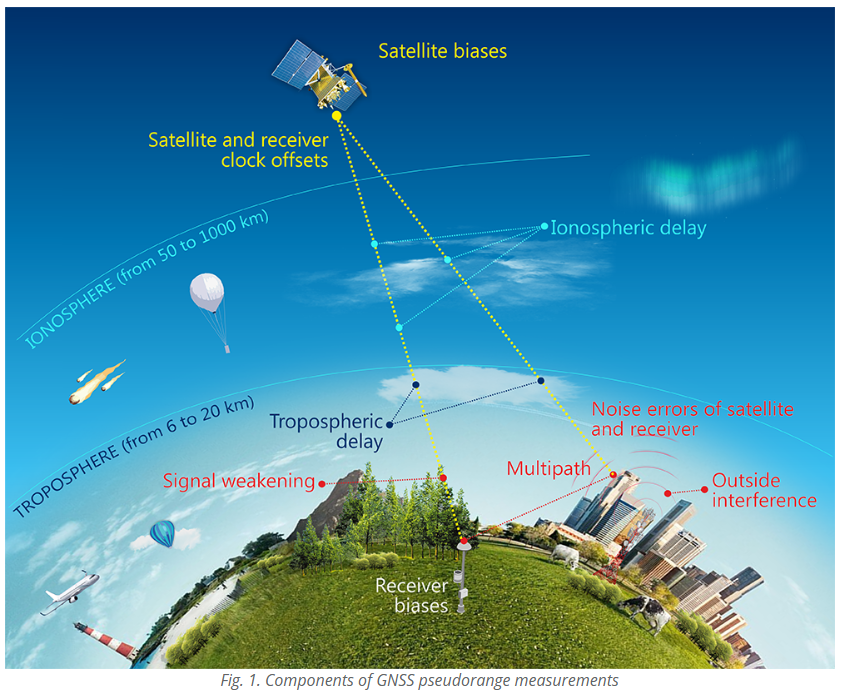 Satellite biases
Satellite and receiver
clock offsets
IONOSPHERE (from 50 to 1000 km)
Ionospheric delay
TROPOSPHERE (from 6 to 20 km)
Tropospheric
delay
Noise errors of satellite
and receiver
Signal weakening
Multipath
Outside
interference
Receiver
biases
Fig. 1. Components of GNSS pseudorange measurements